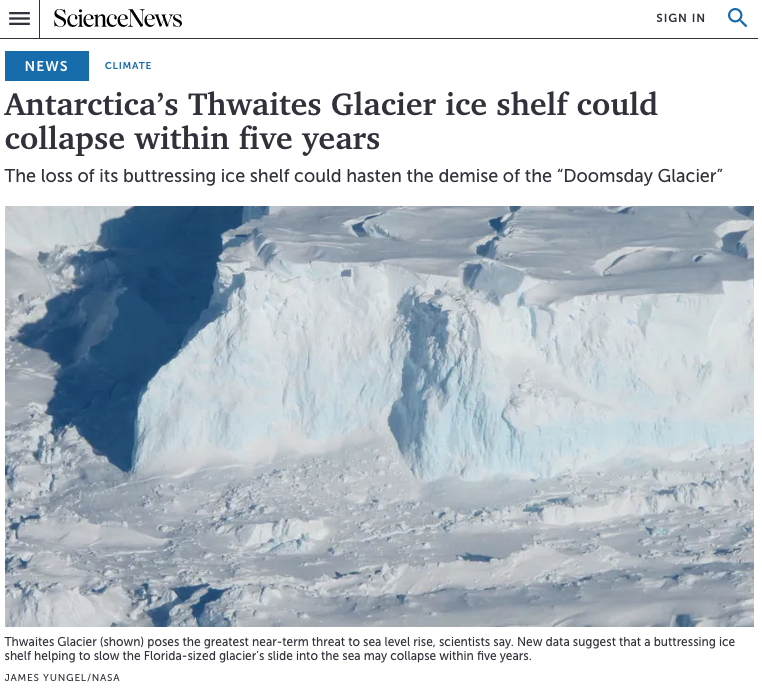 ScienceNews
SIGN IN
NEWS
CLIMATE
Antarctica’s Thwaites Glacier ice shelf could
collapse within five years
The loss of its buttressing ice shelf could hasten the demise of the “Doomsday Glacier”
Thwaites Glacier (shown) poses the greatest near-term threat to sea level rise, scientists say. New data suggest that a buttressing ice
shelf helping to slow the Florida-sized glacier’s slide into the sea may collapse within five years.
JAMES YUNGEL/NASA